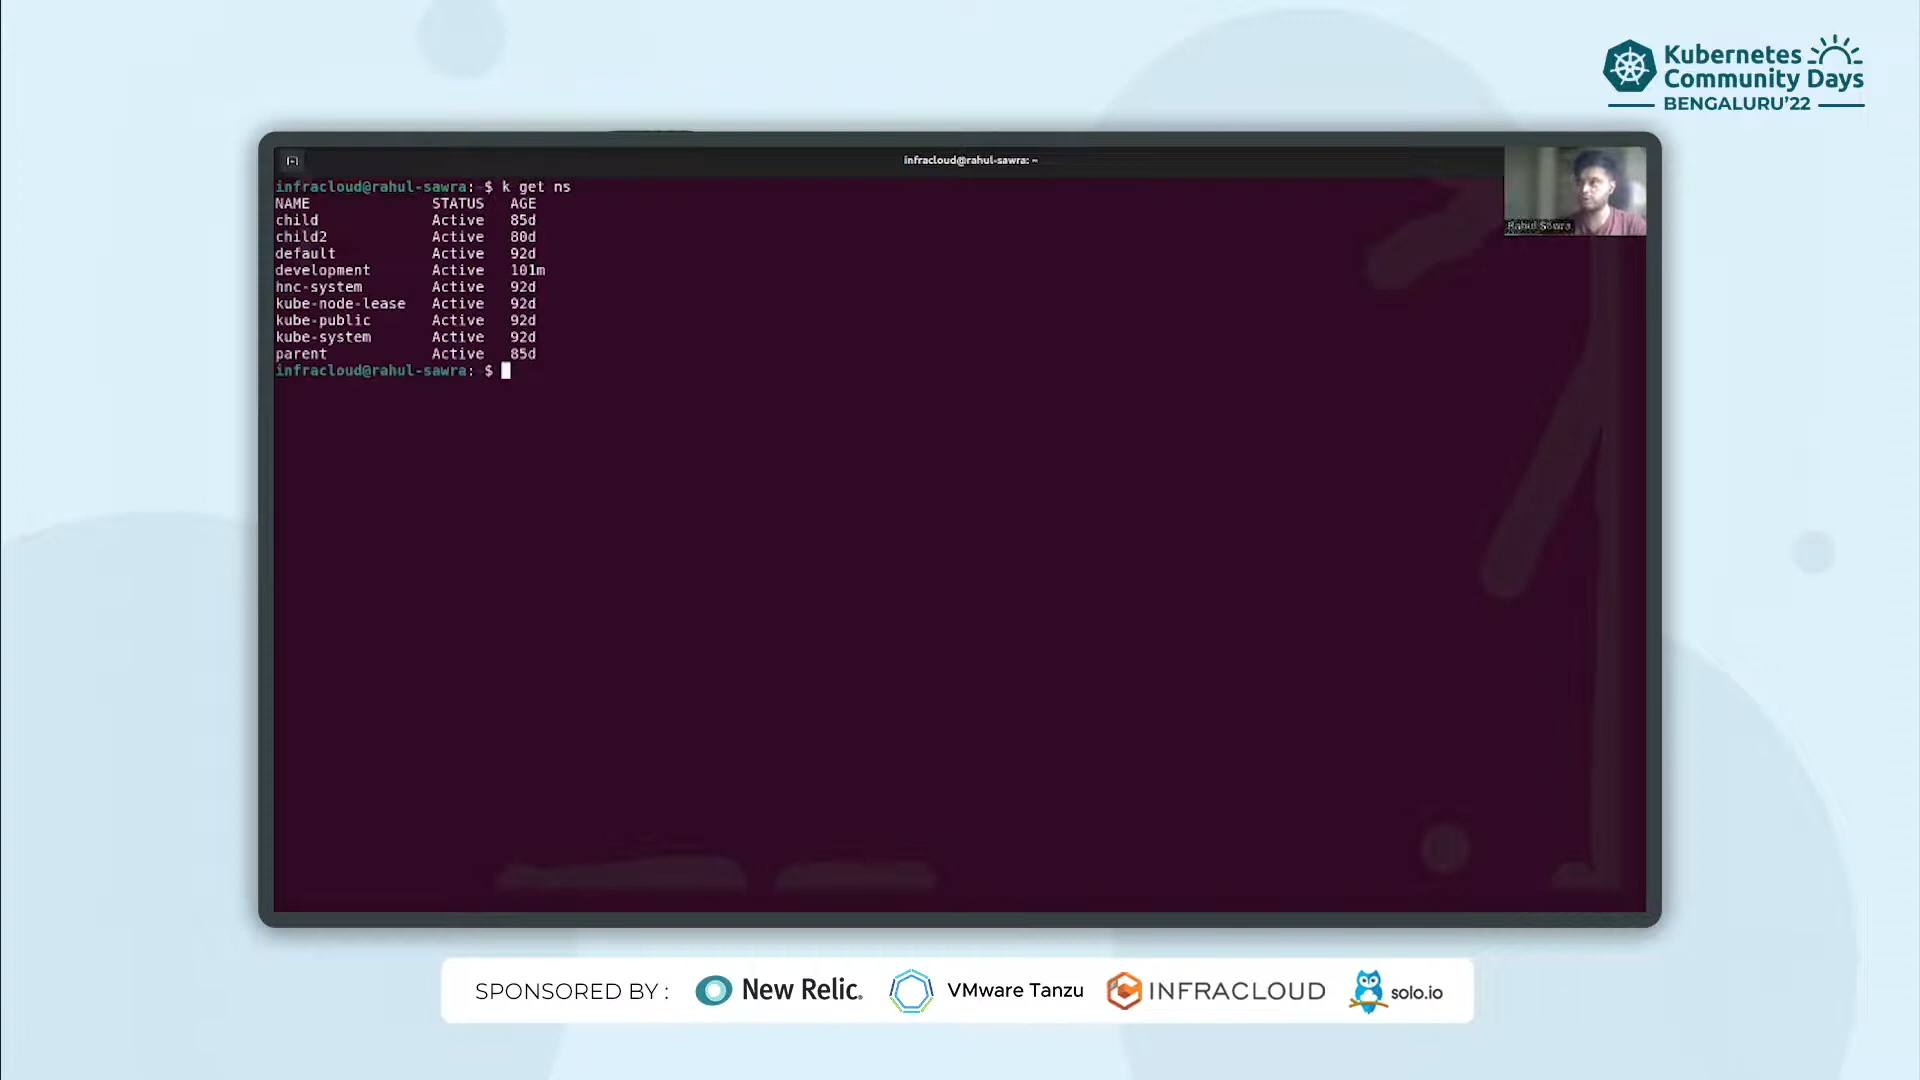 Kubernetes
Community Days
BENGALURU'22
infracloud@rahul-sawra: ~
infracloud@rahul-sawra:~$ k get ns
NAME STATUS AGE
child Active 85d
child2 Active 80d
default Active 92d
development Active 101m
hnc-system Active 92d
kube-node-lease Active 92d
kube-public Active 92d
kube-system Active 92d
parent Active 85d
infracloud@rahul-sawra:~$
Rahul Sawra
SPONSORED BY : New Relic. VMware Tanzu INFRACLOUD solo.io